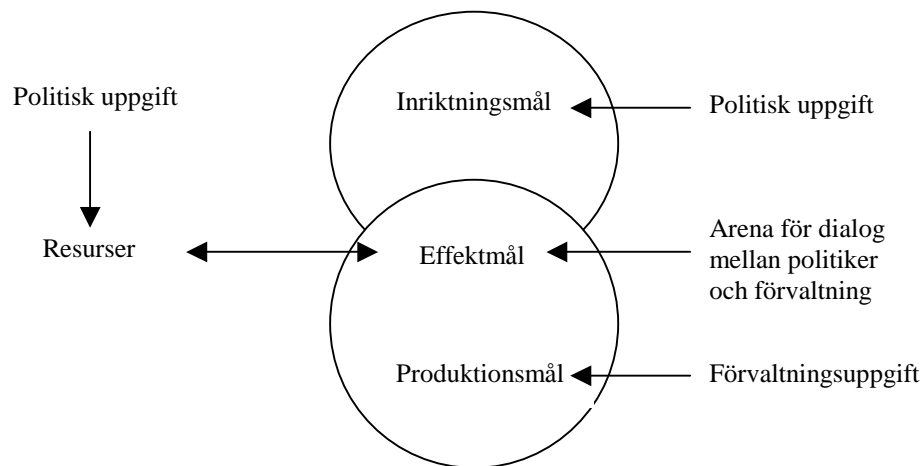 Politisk uppgift
Inriktningsmål
Politisk uppgift
Resurser
Effektmål
Arena för dialog
mellan politiker
och förvaltning
Produktionsmål
Förvaltningsuppgift